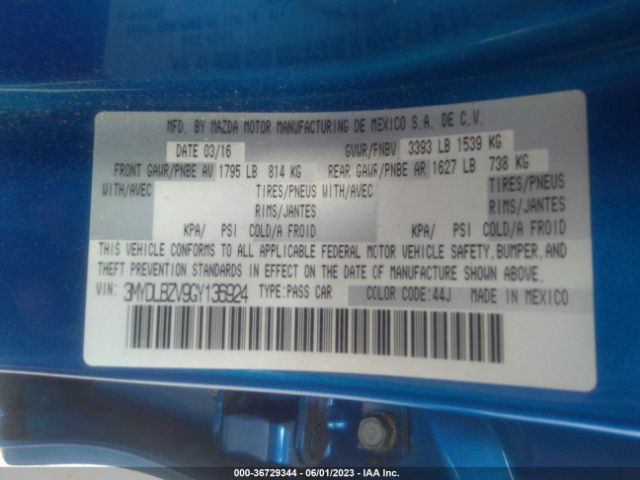 MFD. BY MAZDA MOTOR MANUFACTURING DE MEXICO S.A. DE C.V.
DATE 03/16 GVWR/PNBV 3393 LB 1539 KG
FRONT GAWR/PNBE AV 1795 LB 814 KG REAR GAWR/PNBE AR 1627 LB 738 KG
WITH/AVEC TIRES/PNEUS WITH/AVEC TIRES/PNEUS
RIMS/JANTES RIMS/JANTES
KPA/ PSI COLD/A FROID KPA/ PSI COLD/A FROID
THIS VEHICLE CONFORMS TO ALL APPLICABLE FEDERAL MOTOR VEHICLE SAFETY, BUMPER, AND
THEFT PREVENTION STANDARDS IN EFFECT ON THE DATE OF MANUFACTURE SHOWN ABOVE.
VIN: 3MYDLBZV9GY136924 TYPE:PASS CAR COLOR CODE:44J MADE IN MEXICO
000-36729344 - 06/01/2023 - IAA Inc.